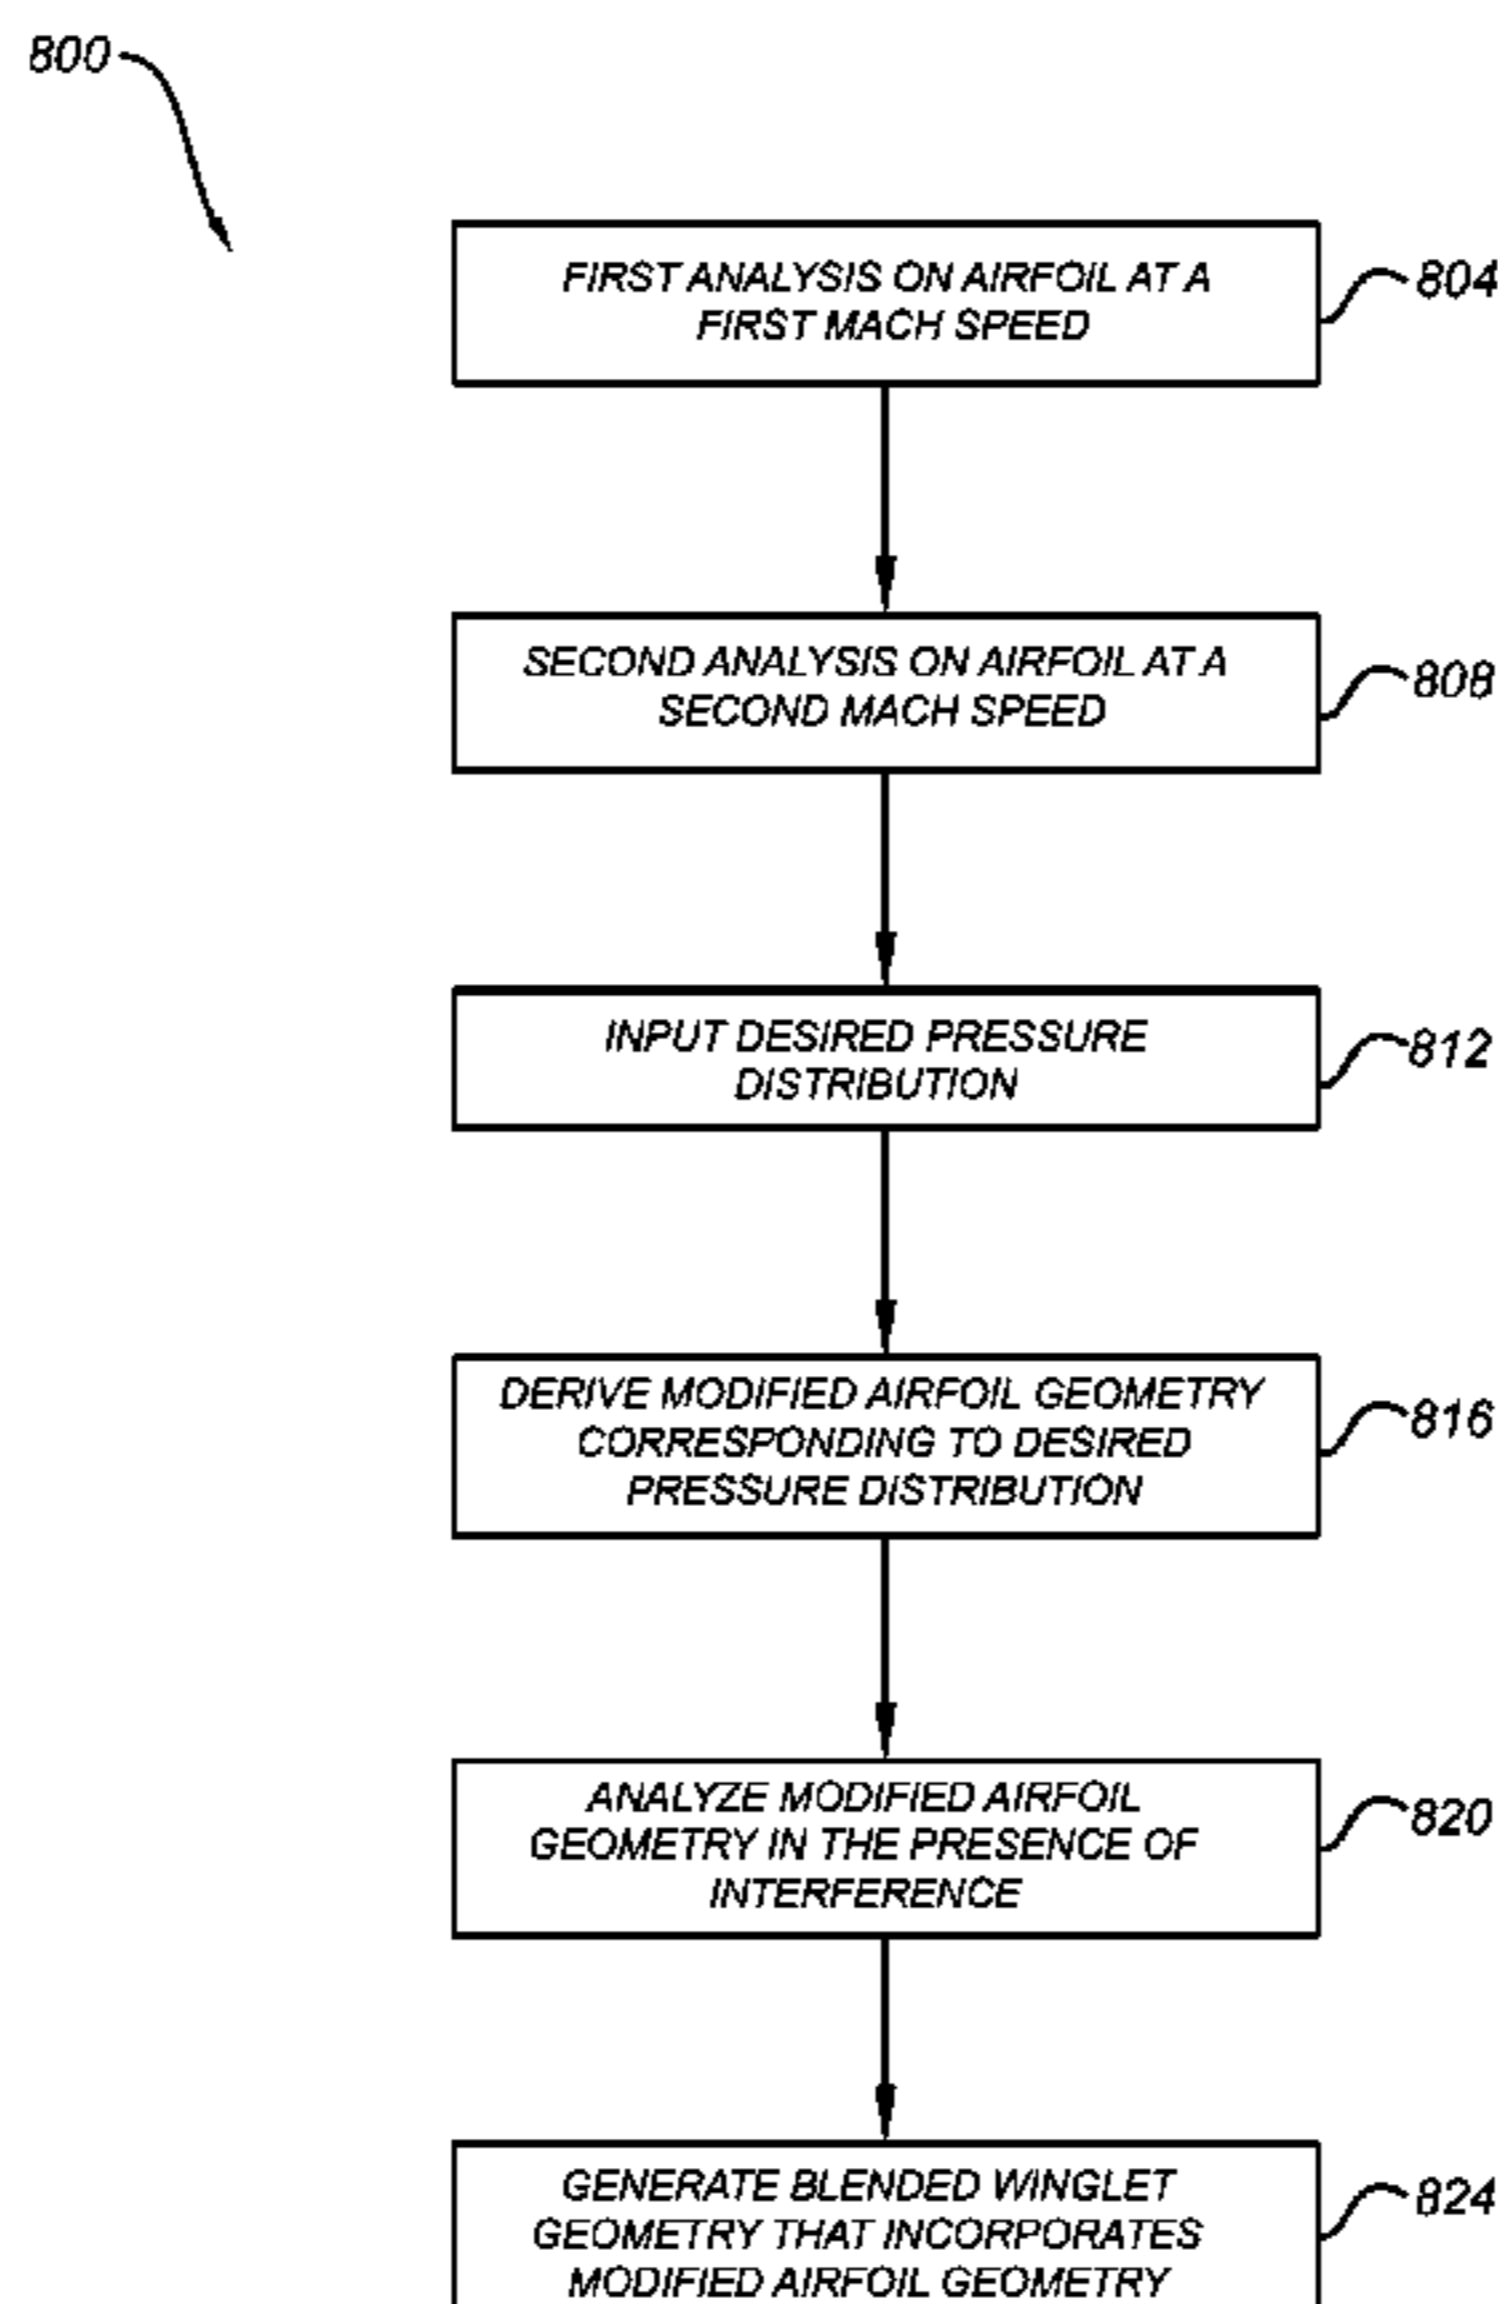 800
FIRST ANALYSIS ON AIRFOIL AT A
FIRST MACH SPEED
804
SECOND ANALYSIS ON AIRFOIL AT A
SECOND MACH SPEED
808
INPUT DESIRED PRESSURE
DISTRIBUTION
812
DERIVE MODIFIED AIRFOIL GEOMETRY
CORRESPONDING TO DESIRED
PRESSURE DISTRIBUTION
816
ANALYZE MODIFIED AIRFOIL
GEOMETRY IN THE PRESENCE OF
INTERFERENCE
820
GENERATE BLENDED WINGLET
GEOMETRY THAT INCORPORATES
MODIFIED AIRFOIL GEOMETRY
824